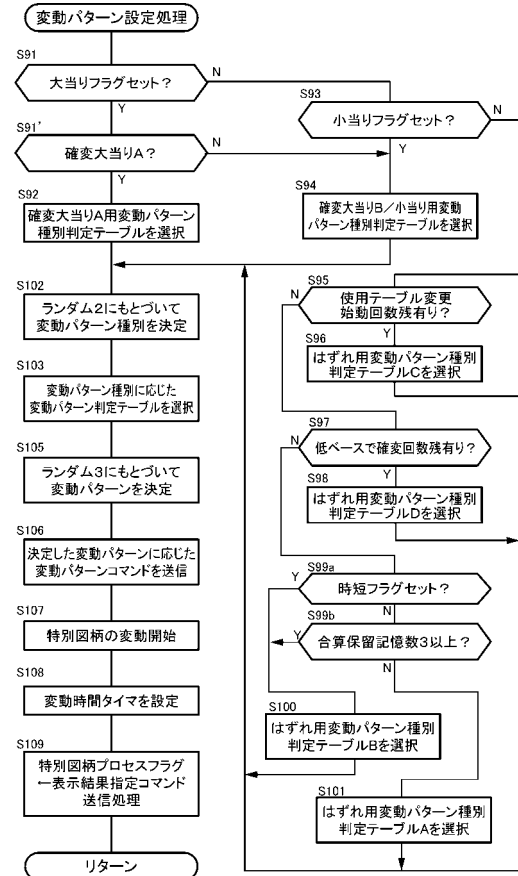 変動パターン設定処理
S91
大当りフラグセット？
N
Y
S93
小当りフラグセット？
N
Y
S91'
確変大当りA？
N
Y
S92
確変大当りA用変動パターン
種別判定テーブルを選択
S94
確変大当りB／小当り用変動
パターン種別判定テーブルを選択
S102
ランダム2にもとづいて
変動パターン種別を決定
S103
変動パターン種別に応じた
変動パターン判定テーブルを選択
S105
ランダム3にもとづいて
変動パターンを決定
S106
決定した変動パターンに応じた
変動パターンコマンドを送信
S107
特別図柄の変動開始
S108
変動時間タイマを設定
S109
特別図柄プロセスフラグ
←表示結果指定コマンド
送信処理
リターン
S95
N
使用テーブル変更
始動回数残有り？
Y
S96
はずれ用変動パターン種別
判定テーブルCを選択
S97
N
低ベースで確変回数残有り？
Y
S98
はずれ用変動パターン種別
判定テーブルDを選択
S99a
Y
時短フラグセット？
N
S99b
Y
合算保留記憶数3以上？
N
S100
はずれ用変動パターン種別
判定テーブルBを選択
S101
はずれ用変動パターン種別
判定テーブルAを選択